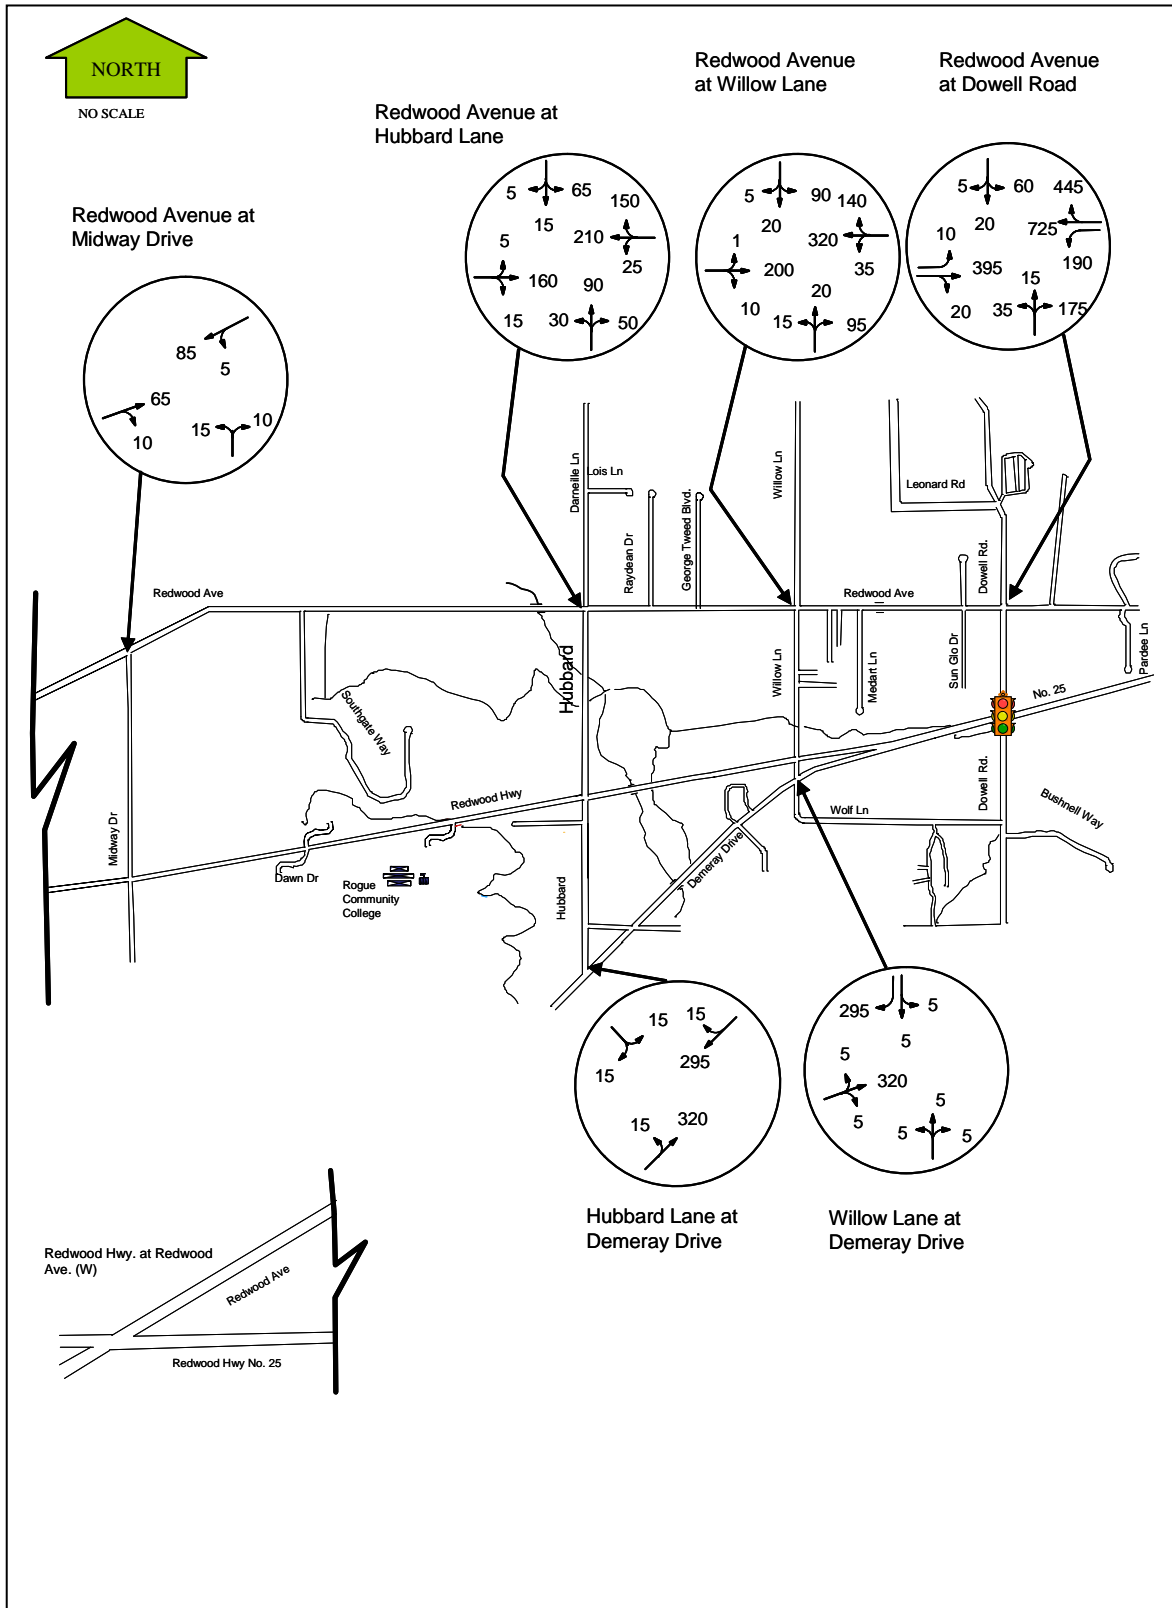 NORTH
NO SCALE
Redwood Avenue at
Midway Drive
Redwood Avenue at
Hubbard Lane
Redwood Avenue
at Willow Lane
Redwood Avenue
at Dowell Road
85
5
65
10
15
10
5
65
150
15
5
210
25
160
90
15
30
50
5
90
140
20
1
320
35
200
20
10
15
95
5
60
445
20
10
725
190
395
15
20
35
175
Darneille Ln
Lois Ln
Raydean Dr
George Tweed Blvd.
Willow Ln
Leonard Rd
Dowell Rd.
Redwood Ave
Redwood Ave
Hubbard
Willow Ln
Medart Ln
Sun Glo Dr
Pardee Ln
No. 25
Southgate Way
Redwood Hwy
Midway Dr
Dawn Dr
Rogue
Community
College
Hubbard
Demeray Drive
Wolf Ln
Dowell Rd.
Bushnell Way
15
15
15
295
15
320
295
5
5
5
320
5
5
5
5
Hubbard Lane at
Demeray Drive
Willow Lane at
Demeray Drive
Redwood Hwy. at Redwood
Ave. (W)
Redwood Ave
Redwood Hwy No. 25